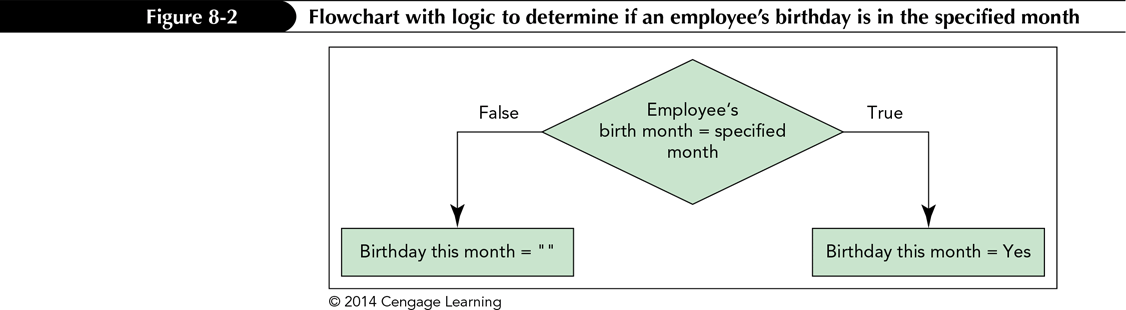 Figure 8-2 Flowchart with logic to determine if an employee’s birthday is in the specified month
False
Employee’s
birth month = specified
month
True
Birthday this month = ""
Birthday this month = Yes
© 2014 Cengage Learning